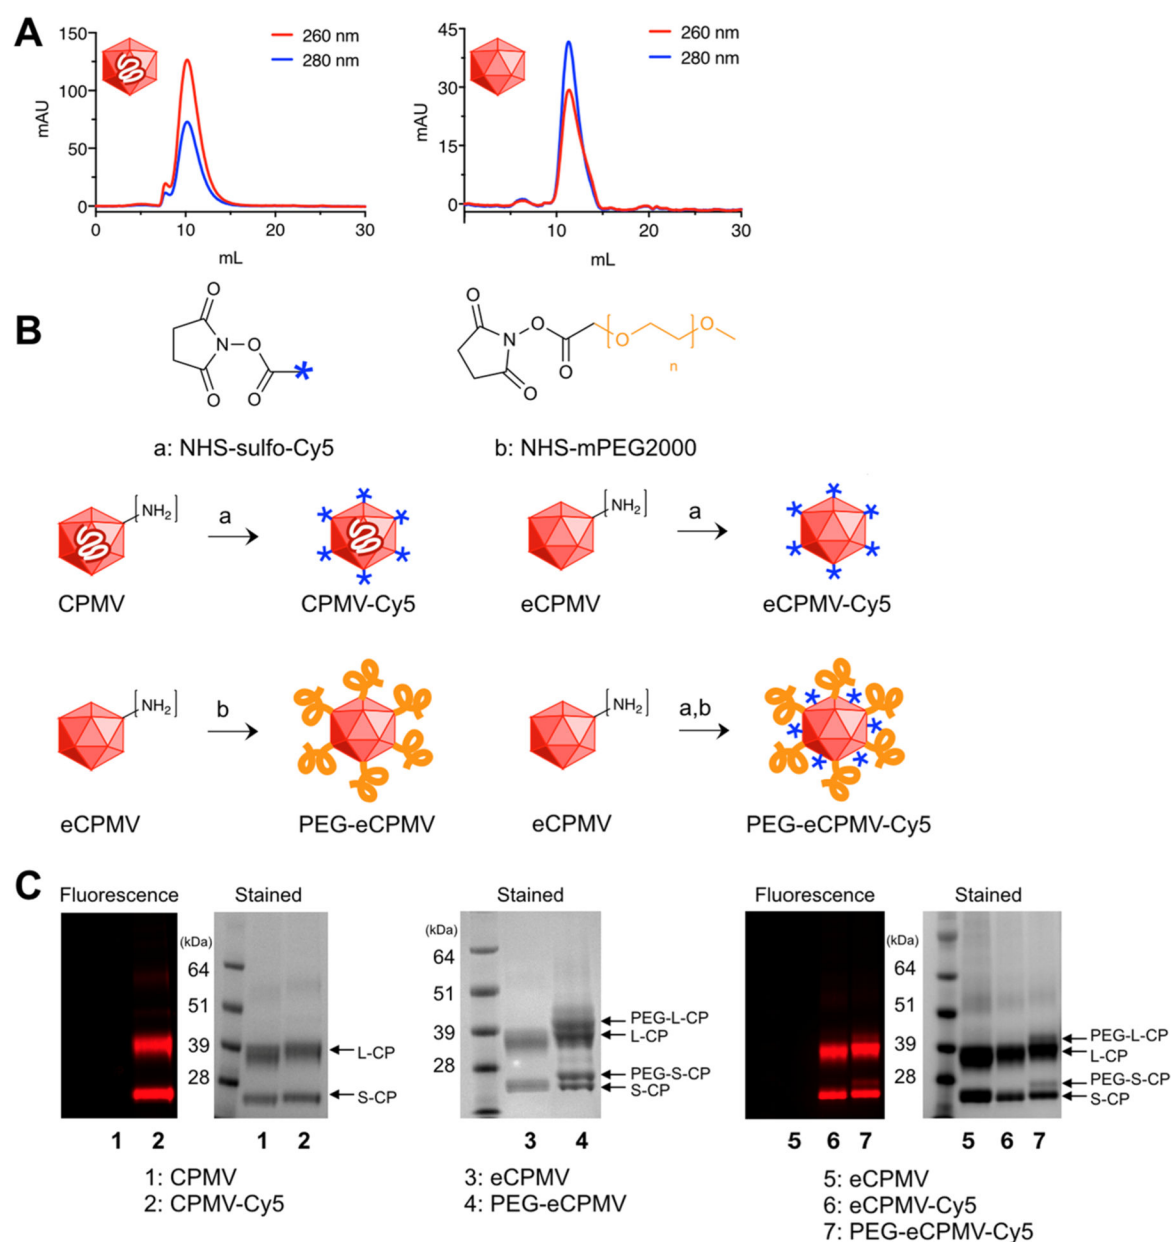 A
150
100
50
0
mAU
0
10
20
30
mL
260 nm
280 nm
45
30
15
0
mAU
0
10
20
30
mL
260 nm
280 nm
B
O
N
O
O
O
*
a: NHS-sulfo-Cy5
O
N
O
O
O
O
n
O
b: NHS-mPEG2000
NH2
a
CPMV
CPMV-Cy5
NH2
a
eCPMV
eCPMV-Cy5
NH2
b
eCPMV
PEG-eCPMV
NH2
a,b
eCPMV
PEG-eCPMV-Cy5
C
Fluorescence
Stained
(kDa)
64
51
39
28
L-CP
S-CP
1 2
1 2
1: CPMV
2: CPMV-Cy5
Stained
(kDa)
64
51
39
28
PEG-L-CP
L-CP
PEG-S-CP
S-CP
3 4
3: eCPMV
4: PEG-eCPMV
Fluorescence
Stained
(kDa)
64
51
39
28
PEG-L-CP
L-CP
PEG-S-CP
S-CP
5 6 7
5 6 7
5: eCPMV
6: eCPMV-Cy5
7: PEG-eCPMV-Cy5